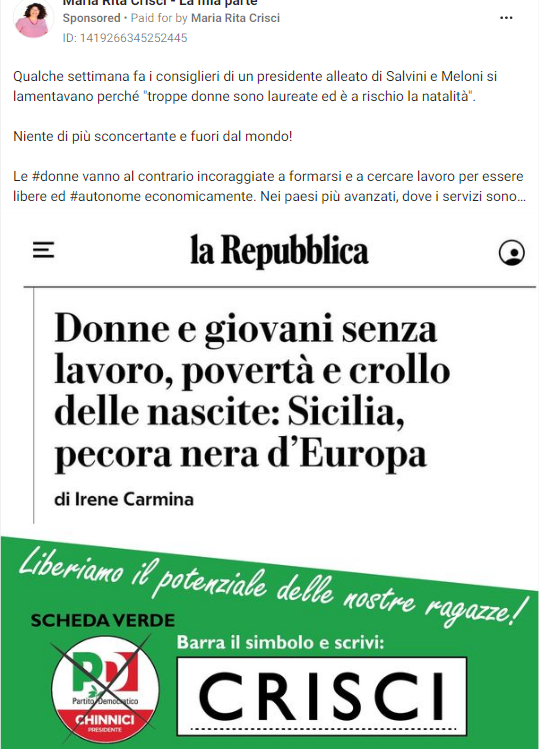 Maria Rita Crisci - La mia parte
Sponsored • Paid for by Maria Rita Crisci
ID: 1419266345252445
Qualche settimana fa i consiglieri di un presidente alleato di Salvini e Meloni si
lamentavano perché "troppe donne sono laureate ed è a rischio la natalità".
Niente di più sconcertante e fuori dal mondo!
Le #donne vanno al contrario incoraggiate a formarsi e a cercare lavoro per essere
libere ed #autonome economicamente. Nei paesi più avanzati, dove i servizi sono...
la Repubblica
Donne e giovani senza
lavoro, povertà e crollo
delle nascite: Sicilia,
pecora nera d'Europa
di Irene Carmina
Liberiamo il potenziale delle nostre ragazze!
SCHEDA VERDE
Barra il simbolo e scrivi:
PD
Partito Democratico
CHINNICI
PRESIDENTE
CRISCI